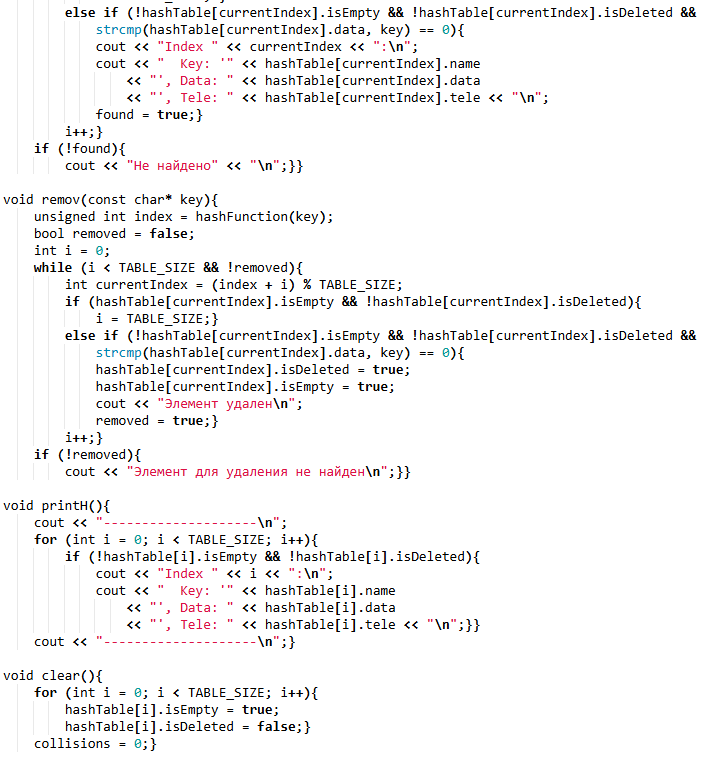 else if (!hashTable[currentIndex].isEmpty && !hashTable[currentIndex].isDeleted &&
            strcmp(hashTable[currentIndex].data, key) == 0){
            cout << "Index " << currentIndex << ":\n";
            cout << "  Key: '" << hashTable[currentIndex].name
                << "', Data: " << hashTable[currentIndex].data
                << "', Tele: " << hashTable[currentIndex].tele << "\n";
            found = true;}
        i++;}
    if (!found){
        cout << "Не найдено" << "\n";}}

void remov(const char* key){
    unsigned int index = hashFunction(key);
    bool removed = false;
    int i = 0;
    while (i < TABLE_SIZE && !removed){
        int currentIndex = (index + i) % TABLE_SIZE;
        if (hashTable[currentIndex].isEmpty && !hashTable[currentIndex].isDeleted){
            i = TABLE_SIZE;}
        else if (!hashTable[currentIndex].isEmpty && !hashTable[currentIndex].isDeleted &&
            strcmp(hashTable[currentIndex].data, key) == 0){
            hashTable[currentIndex].isDeleted = true;
            hashTable[currentIndex].isEmpty = true;
            cout << "Элемент удален\n";
            removed = true;}
        i++;}
    if (!removed){
        cout << "Элемент для удаления не найден\n";}}

void printH(){
    cout << "--------------------\n";
    for (int i = 0; i < TABLE_SIZE; i++){
        if (!hashTable[i].isEmpty && !hashTable[i].isDeleted){
            cout << "Index " << i << ":\n";
            cout << "  Key: '" << hashTable[i].name
                << "', Data: " << hashTable[i].data
                << "', Tele: " << hashTable[i].tele << "\n";}}
    cout << "--------------------\n";}

void clear(){
    for (int i = 0; i < TABLE_SIZE; i++){
        hashTable[i].isEmpty = true;
        hashTable[i].isDeleted = false;}
    collisions = 0;}